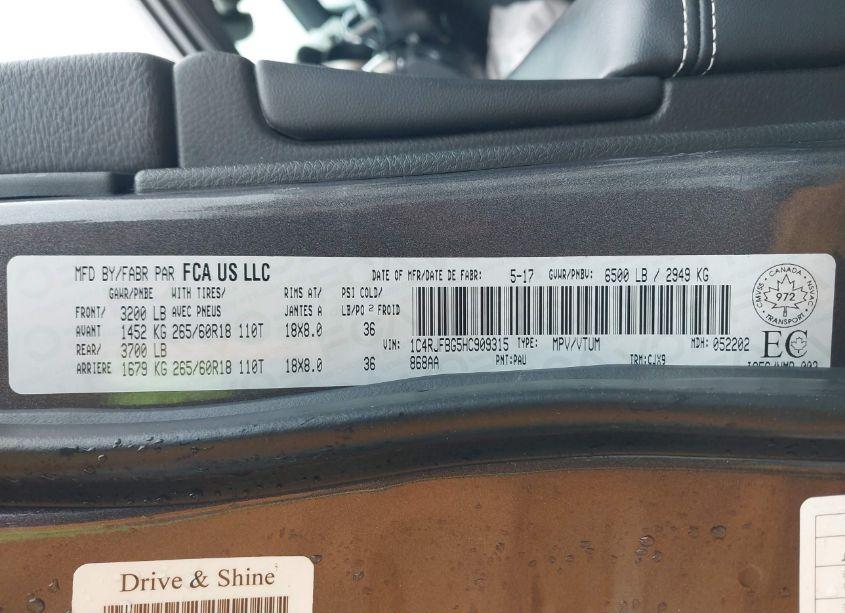 MFD BY/FABR PAR FCA US LLC DATE OF MFR/DATE DE FABR: 5-17 GVWR/PNBV: 6500 LB / 2949 KG
GAWR/PNBE WITH TIRES/ RIMS AT/ PSI COLD/
FRONT/ 3200 LB AVEC PNEUS JANTES A LB/PO 2 FROID
AVANT 1452 KG 265/60R18 110T 18X8.0 36
REAR/ 3700 LB
ARRIERE 1679 KG 265/60R18 110T 18X8.0 36
VIN: 1C4RJFBG5HC909315 TYPE: MPV/VTUM MDH: 052202
868AA PNT: PAU TRM: CJX9
CANADA
CMVSS NSVAC
972
TRANSPORT
EC
Drive & Shine